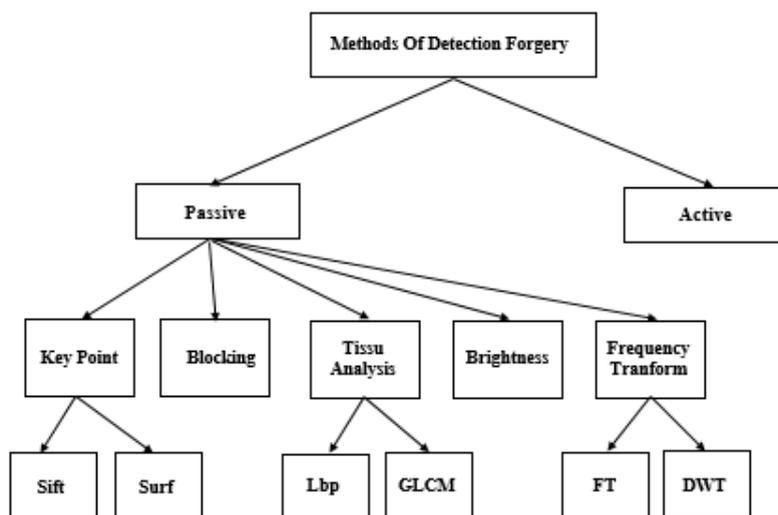 Methods Of Detection Forgery
Passive
Active
Key Point
Blocking
Tissu
Analysis
Brightness
Frequency
Tranform
Sift
Surf
Lbp
GLCM
FT
DWT